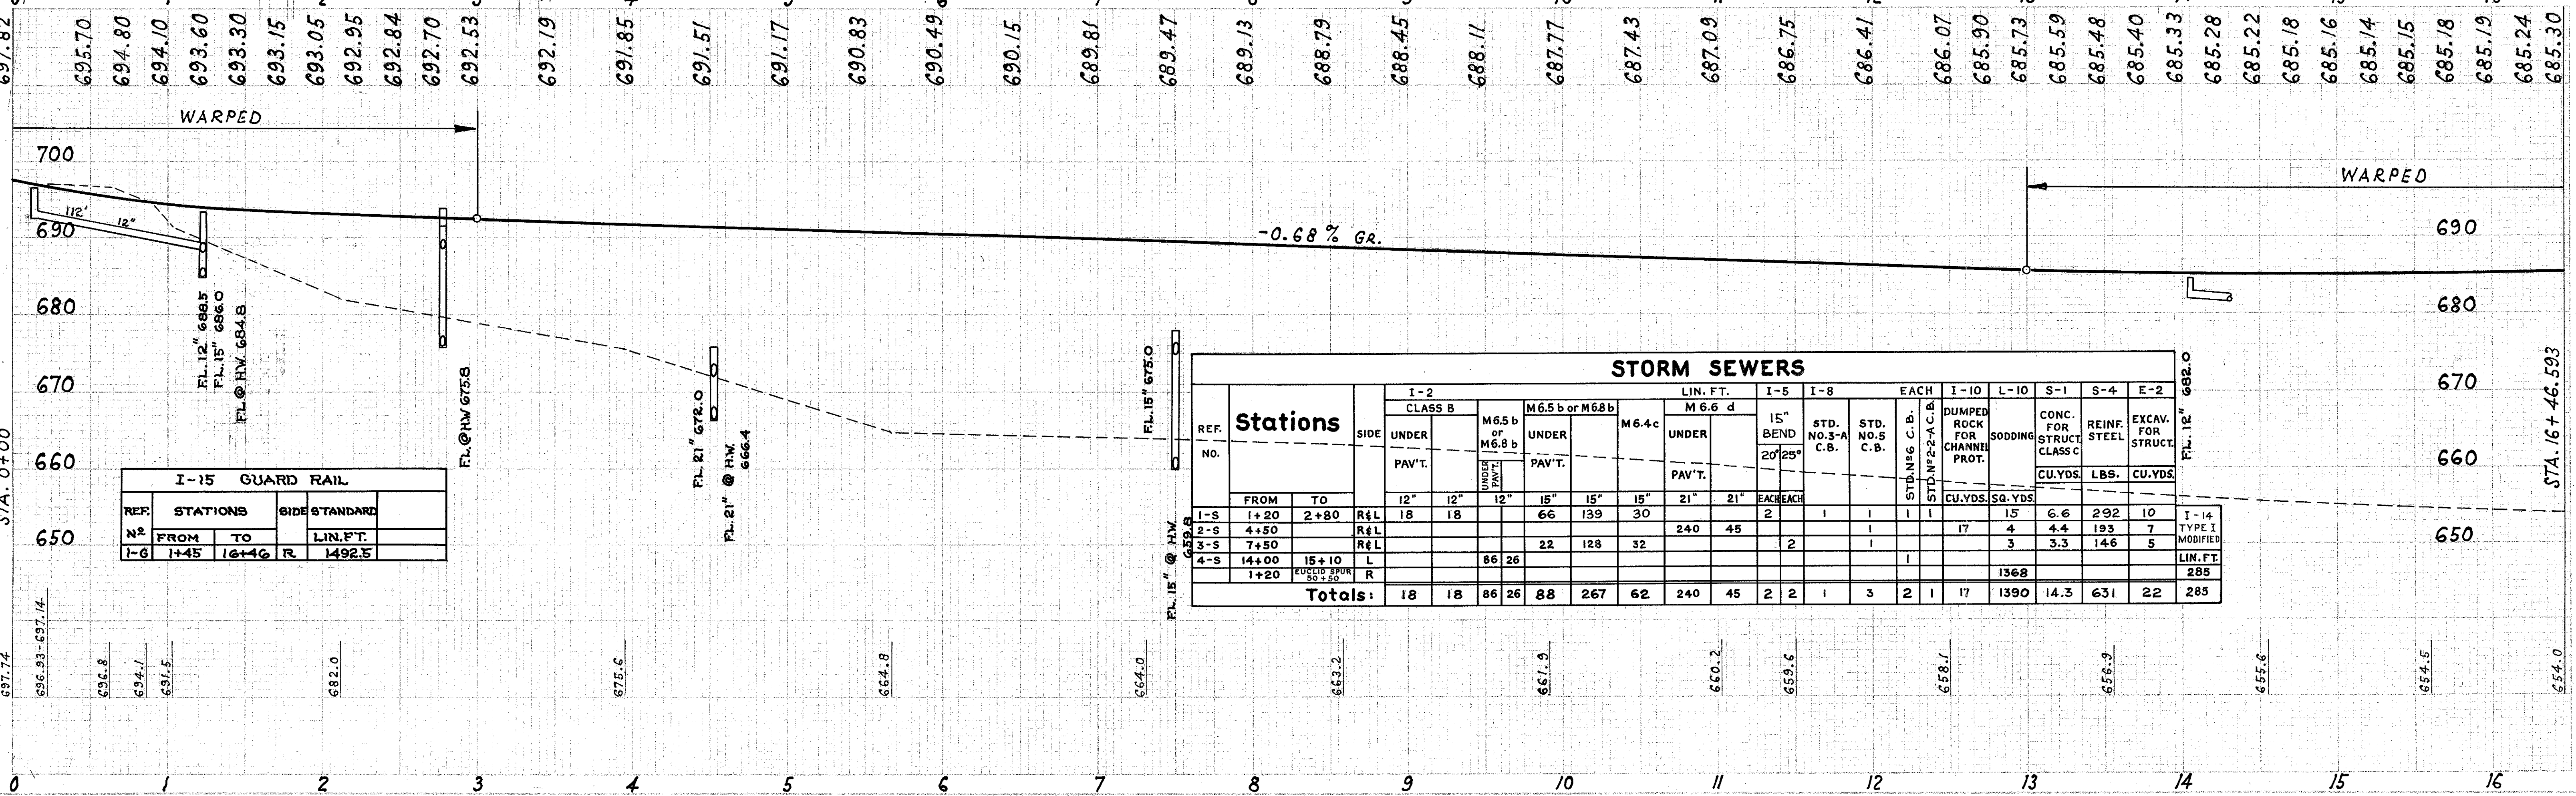 697.82 695.70 694.80 694.10 693.60 693.30 693.15 693.05 692.95 692.84 692.70 692.53 692.19 691.85 691.51 691.17 690.83 690.49 690.15 689.81 689.47 689.13 688.79 688.45 688.11 687.77 687.43 687.09 686.75 686.41 686.07 685.90 685.73 685.59 685.48 685.40 685.33 685.28 685.22 685.18 685.16 685.14 685.15 685.18 685.19 685.24 685.30
WARPED
WARPED
700
112' 12"
690
-0.68% GR.
690
680
680
670
670
660
660
650
650
F.L. 12" 688.5
F.L. 15" 686.0
F.L. @ H.W. 684.8
F.L. @ H.W. 675.8
F.L. 21" 672.0
F.L. 21" @ H.W. 666.4
F.L. 15" 675.0
F.L. 15" @ H.W. 659.8
F.L. 12" 682.0
STA. 0+00
STA. 16+46.593
I-15 GUARD RAIL
REF. Nº STATIONS SIDE STANDARD
FROM TO LIN.FT.
1-G 1+45 16+46 R 1492.5
STORM SEWERS
I-2 LIN. FT. I-5 I-8 EACH I-10 L-10 S-1 S-4 E-2
REF. NO. Stations SIDE
CLASS B UNDER PAV'T.
M6.5 b or M6.8 b UNDER PAV'T.
M6.5 b or M6.8 b UNDER PAV'T.
M6.4c
M6.6 d UNDER PAV'T.
15" BEND 20° 25°
STD. NO.3-A C.B.
STD. NO.5 C.B.
STD. Nº6 C.B.
STD. Nº2-2-A C.B.
DUMPED ROCK FOR CHANNEL PROT.
SODDING
CONC. FOR STRUCT. CLASS C
REINF. STEEL
EXCAV. FOR STRUCT.
CU.YDS. LBS. CU.YDS.
FROM TO 12" 12" 12" 15" 15" 15" 21" 21" EACH EACH CU.YDS. SQ.YDS.
1-S 1+20 2+80 R&L 18 18 66 139 30 2 1 1 1 1 15 6.6 292 10
2-S 4+50 R&L 240 45 1 17 4 4.4 193 7
3-S 7+50 R&L 22 128 32 2 1 3 3.3 146 5
4-S 14+00 15+10 L 86 26 1
1+20 EUCLID SPUR 50+50 R 1368 285
Totals: 18 18 86 26 88 267 62 240 45 2 2 1 3 2 1 17 1390 14.3 631 22 285
I-14 TYPE I MODIFIED LIN.FT.
697.74 696.93-697.14 696.8 694.1 691.5 682.0 675.6 664.8 664.0 663.2 661.9 660.2 659.6 658.1 656.9 655.6 654.5 654.0
0 1 2 3 4 5 6 7 8 9 10 11 12 13 14 15 16